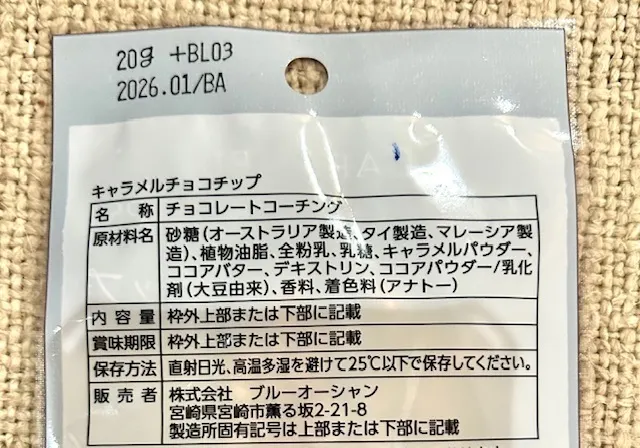 20g +BL03
2026.01/BA
キャラメルチョコチップ
名 称 チョコレートコーチング
原材料名 砂糖(オーストラリア製造、タイ製造、マレーシア製
造)、植物油脂、全粉乳、乳糖、キャラメルパウダー、
ココアバター、デキストリン、ココアパウダー/乳化
剤(大豆由来)、香料、着色料(アナトー)
内容量 枠外上部または下部に記載
賞味期限 枠外上部または下部に記載
保存方法 直射日光、高温多湿を避けて25℃以下で保存してください。
販売者 株式会社 ブルーオーシャン
宮崎県宮崎市薫る坂2-21-8
製造所固有記号は上部または下部に記載